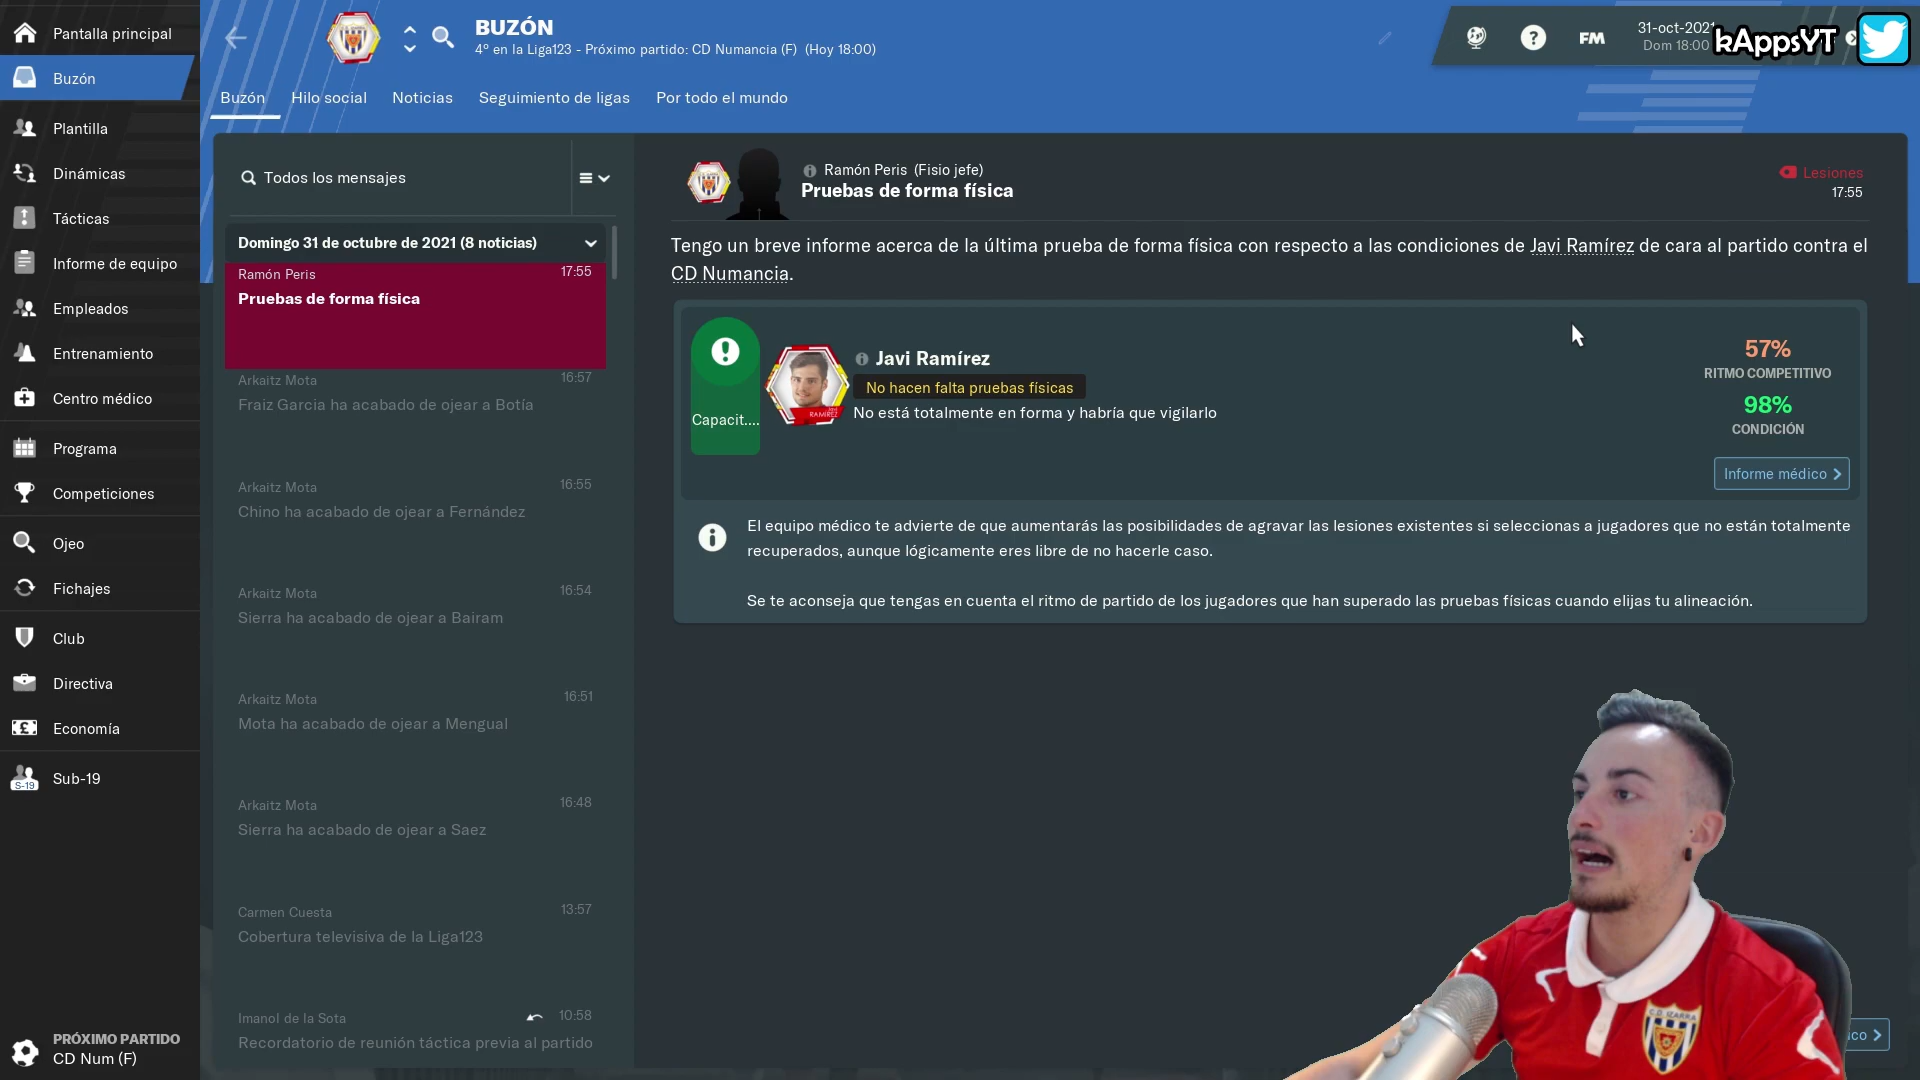 Pantalla principal
Buzón
Plantilla
Dinámicas
Tácticas
Informe de equipo
Empleados
Entrenamiento
Centro médico
Programa
Competiciones
Ojeo
Fichajes
Club
Directiva
Economía
S-19
Sub-19
PRÓXIMO PARTIDO
CD Num (F)
BUZÓN
4º en la Liga123 - Próximo partido: CD Numancia (F) (Hoy 18:00)
FM
31-oct-2021
Dom 18:00
kAppsYT
Buzón Hilo social Noticias Seguimiento de ligas Por todo el mundo
Todos los mensajes
Domingo 31 de octubre de 2021 (8 noticias)
Ramón Peris 17:55
Pruebas de forma física
Arkaitz Mota 16:57
Fraiz Garcia ha acabado de ojear a Botía
Arkaitz Mota 16:55
Chino ha acabado de ojear a Fernández
Arkaitz Mota 16:54
Sierra ha acabado de ojear a Bairam
Arkaitz Mota 16:51
Mota ha acabado de ojear a Mengual
Arkaitz Mota 16:48
Sierra ha acabado de ojear a Saez
Carmen Cuesta 13:57
Cobertura televisiva de la Liga123
Imanol de la Sota 10:58
Recordatorio de reunión táctica previa al partido
Ramón Peris (Fisio jefe)
Pruebas de forma física
Lesiones
17:55
Tengo un breve informe acerca de la última prueba de forma física con respecto a las condiciones de Javi Ramírez de cara al partido contra el
CD Numancia.
Capacit....
RAMÍREZ
Javi Ramírez
No hacen falta pruebas físicas
No está totalmente en forma y habría que vigilarlo
57%
RITMO COMPETITIVO
98%
CONDICIÓN
Informe médico
El equipo médico te advierte de que aumentarás las posibilidades de agravar las lesiones existentes si seleccionas a jugadores que no están totalmente
recuperados, aunque lógicamente eres libre de no hacerle caso.
Se te aconseja que tengas en cuenta el ritmo de partido de los jugadores que han superado las pruebas físicas cuando elijas tu alineación.
C.D. IZARRA
ico